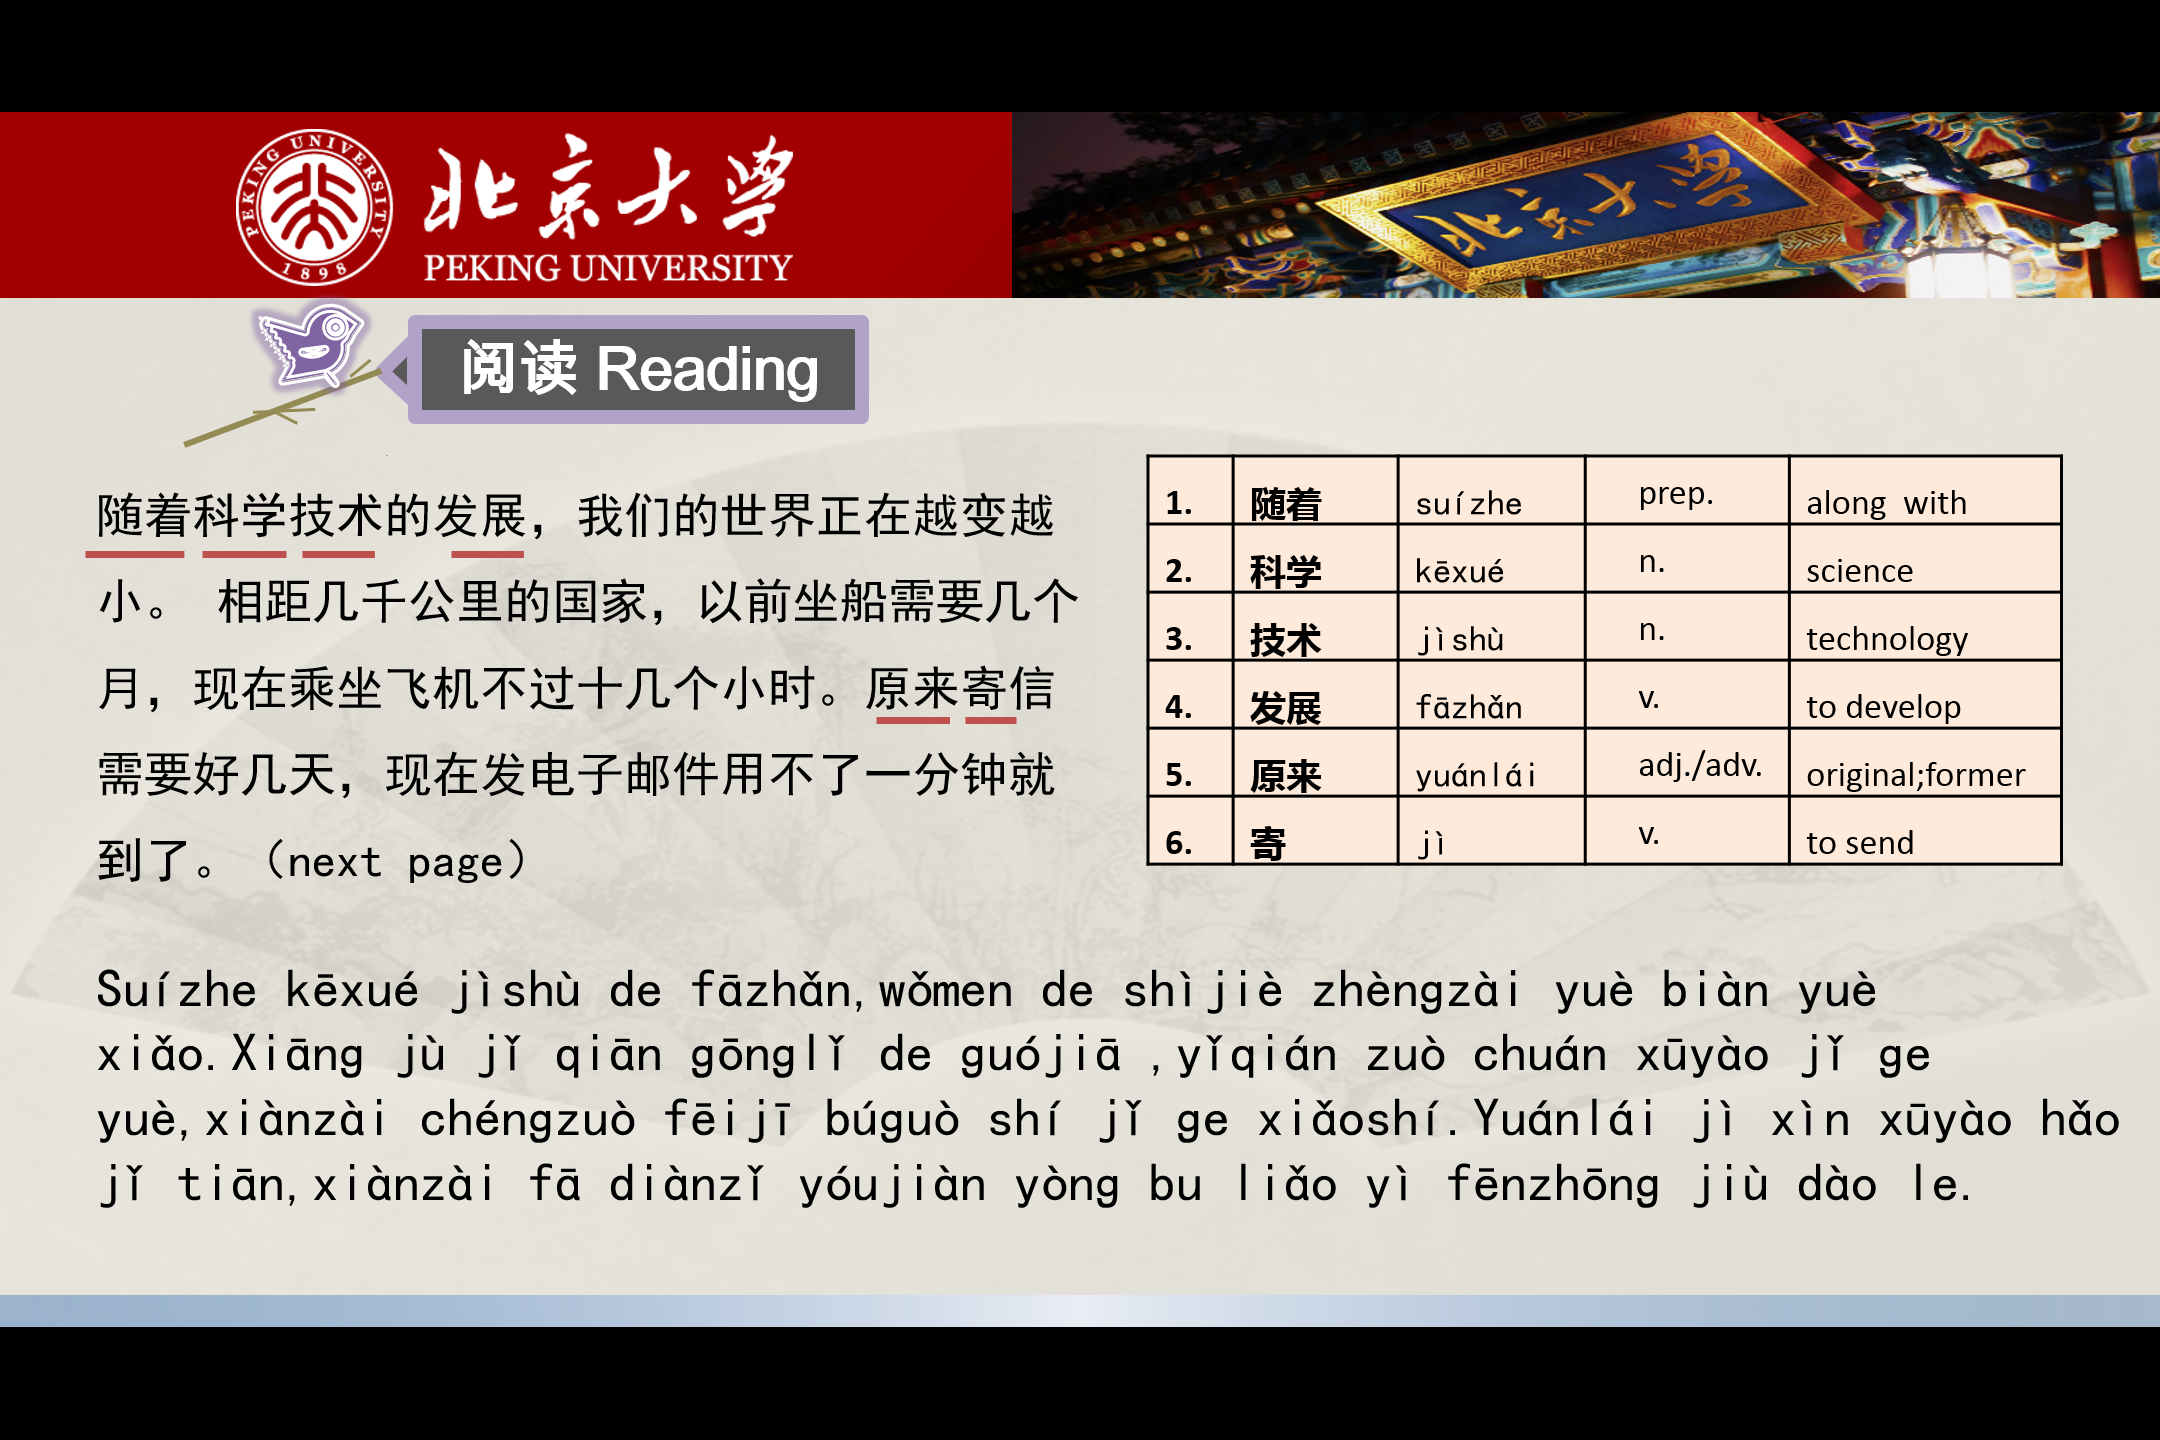 PEKING UNIVERSITY
1898
北京大学
PEKING UNIVERSITY
北京大学
阅读 Reading
随着科学技术的发展，我们的世界正在越变越
小。 相距几千公里的国家，以前坐船需要几个
月，现在乘坐飞机不过十几个小时。原来寄信
需要好几天，现在发电子邮件用不了一分钟就
到了。（next page）
1. 随着 suízhe prep. along with
2. 科学 kēxué n. science
3. 技术 jìshù n. technology
4. 发展 fāzhǎn v. to develop
5. 原来 yuánlái adj./adv. original;former
6. 寄 jì v. to send
Suízhe kēxué jìshù de fāzhǎn,wǒmen de shìjiè zhèngzài yuè biàn yuè
xiǎo.Xiāng jù jǐ qiān gōnglǐ de guójiā ,yǐqián zuò chuán xūyào jǐ ge
yuè,xiànzài chéngzuò fēijī búguò shí jǐ ge xiǎoshí.Yuánlái jì xìn xūyào hǎo
jǐ tiān,xiànzài fā diànzǐ yóujiàn yòng bu liǎo yì fēnzhōng jiù dào le.